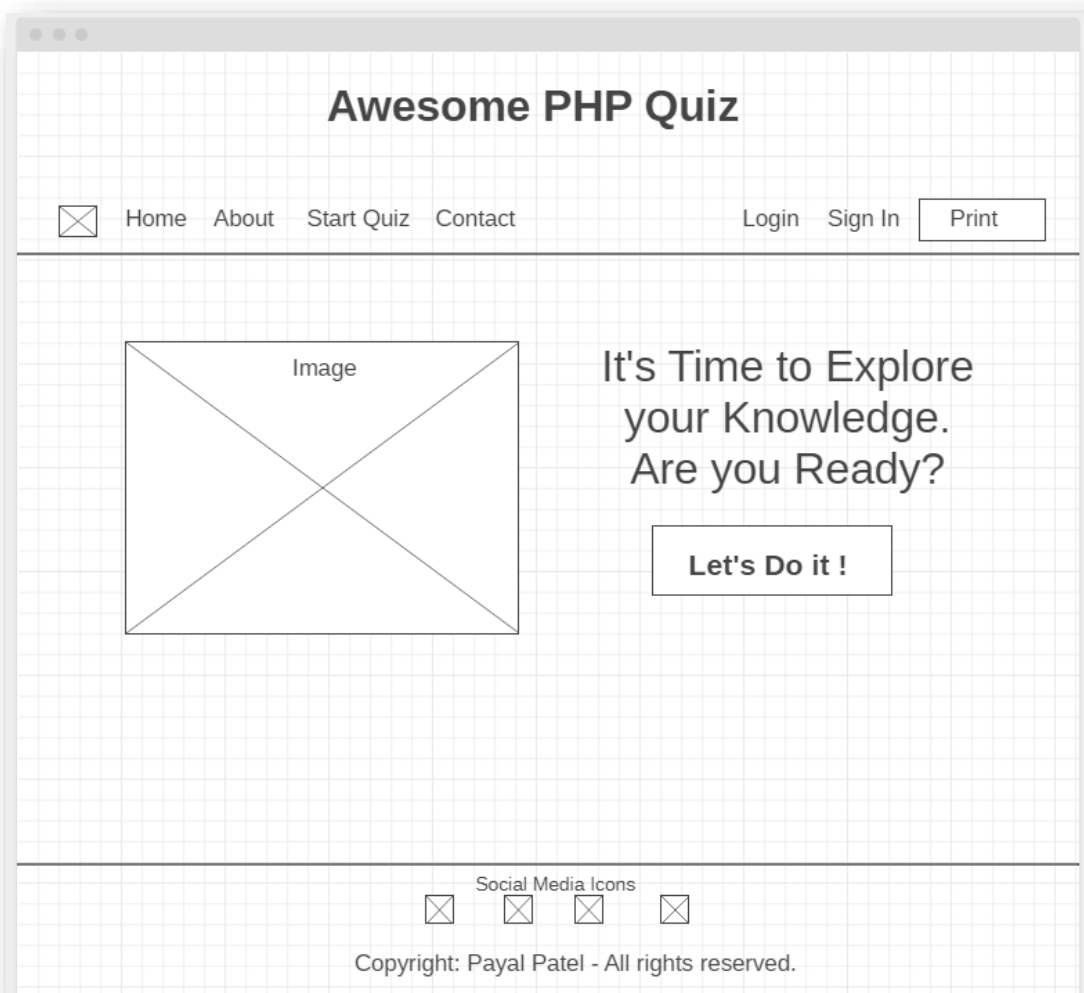 Awesome PHP Quiz
Home About Start Quiz Contact Login Sign In Print
Image
It's Time to Explore
your Knowledge.
Are you Ready?
Let's Do it !
Social Media Icons
Copyright: Payal Patel - All rights reserved.